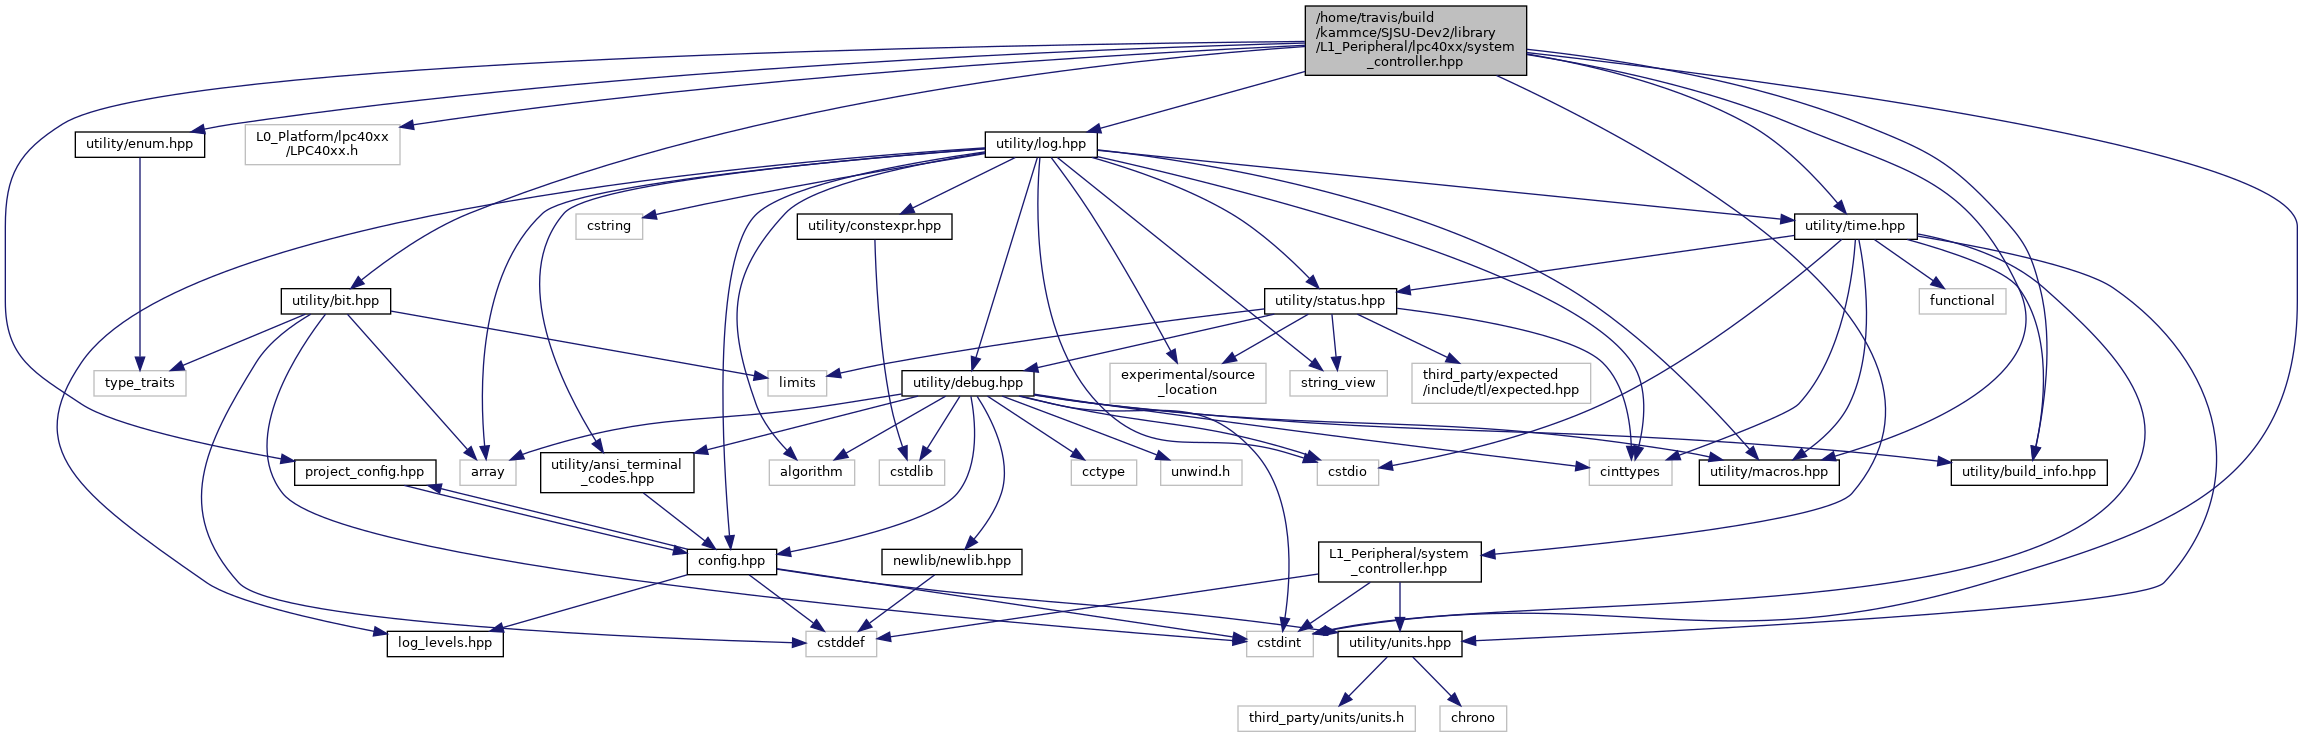 /home/travis/build
/kammce/SJSU-Dev2/library
/L1_Peripheral/lpc40xx/system
_controller.hpp
utility/enum.hpp
L0_Platform/lpc40xx
/LPC40xx.h
utility/log.hpp
cstring
utility/constexpr.hpp
utility/time.hpp
utility/bit.hpp
utility/status.hpp
functional
type_traits
limits
utility/debug.hpp
experimental/source
_location
string_view
third_party/expected
/include/tl/expected.hpp
project_config.hpp
array
utility/ansi_terminal
_codes.hpp
algorithm
cstdlib
cctype
unwind.h
cstdio
cinttypes
utility/macros.hpp
utility/build_info.hpp
config.hpp
newlib/newlib.hpp
L1_Peripheral/system
_controller.hpp
log_levels.hpp
cstddef
cstdint
utility/units.hpp
third_party/units/units.h
chrono